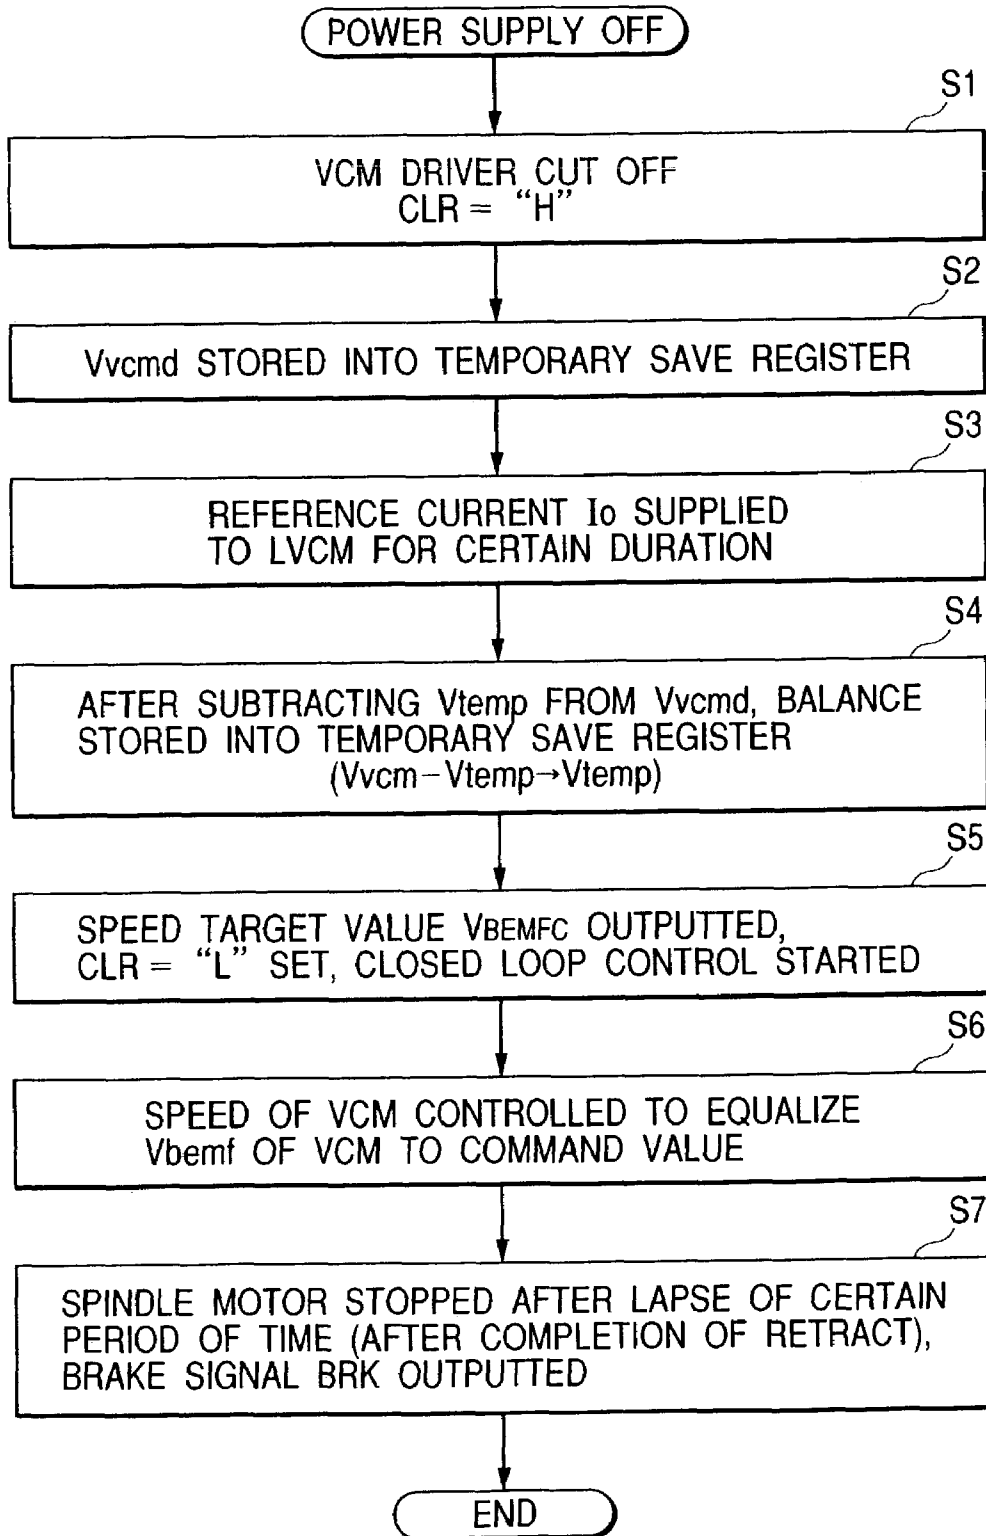 POWER SUPPLY OFF
S1
VCM DRIVER CUT OFF
CLR = “H”
S2
Vvcmd STORED INTO TEMPORARY SAVE REGISTER
S3
REFERENCE CURRENT Io SUPPLIED
TO LVCM FOR CERTAIN DURATION
S4
AFTER SUBTRACTING Vtemp FROM Vvcmd, BALANCE
STORED INTO TEMPORARY SAVE REGISTER
(Vvcm−Vtemp→Vtemp)
S5
SPEED TARGET VALUE VBEMFC OUTPUTTED,
CLR = “L” SET, CLOSED LOOP CONTROL STARTED
S6
SPEED OF VCM CONTROLLED TO EQUALIZE
Vbemf OF VCM TO COMMAND VALUE
S7
SPINDLE MOTOR STOPPED AFTER LAPSE OF CERTAIN
PERIOD OF TIME (AFTER COMPLETION OF RETRACT),
BRAKE SIGNAL BRK OUTPUTTED
END